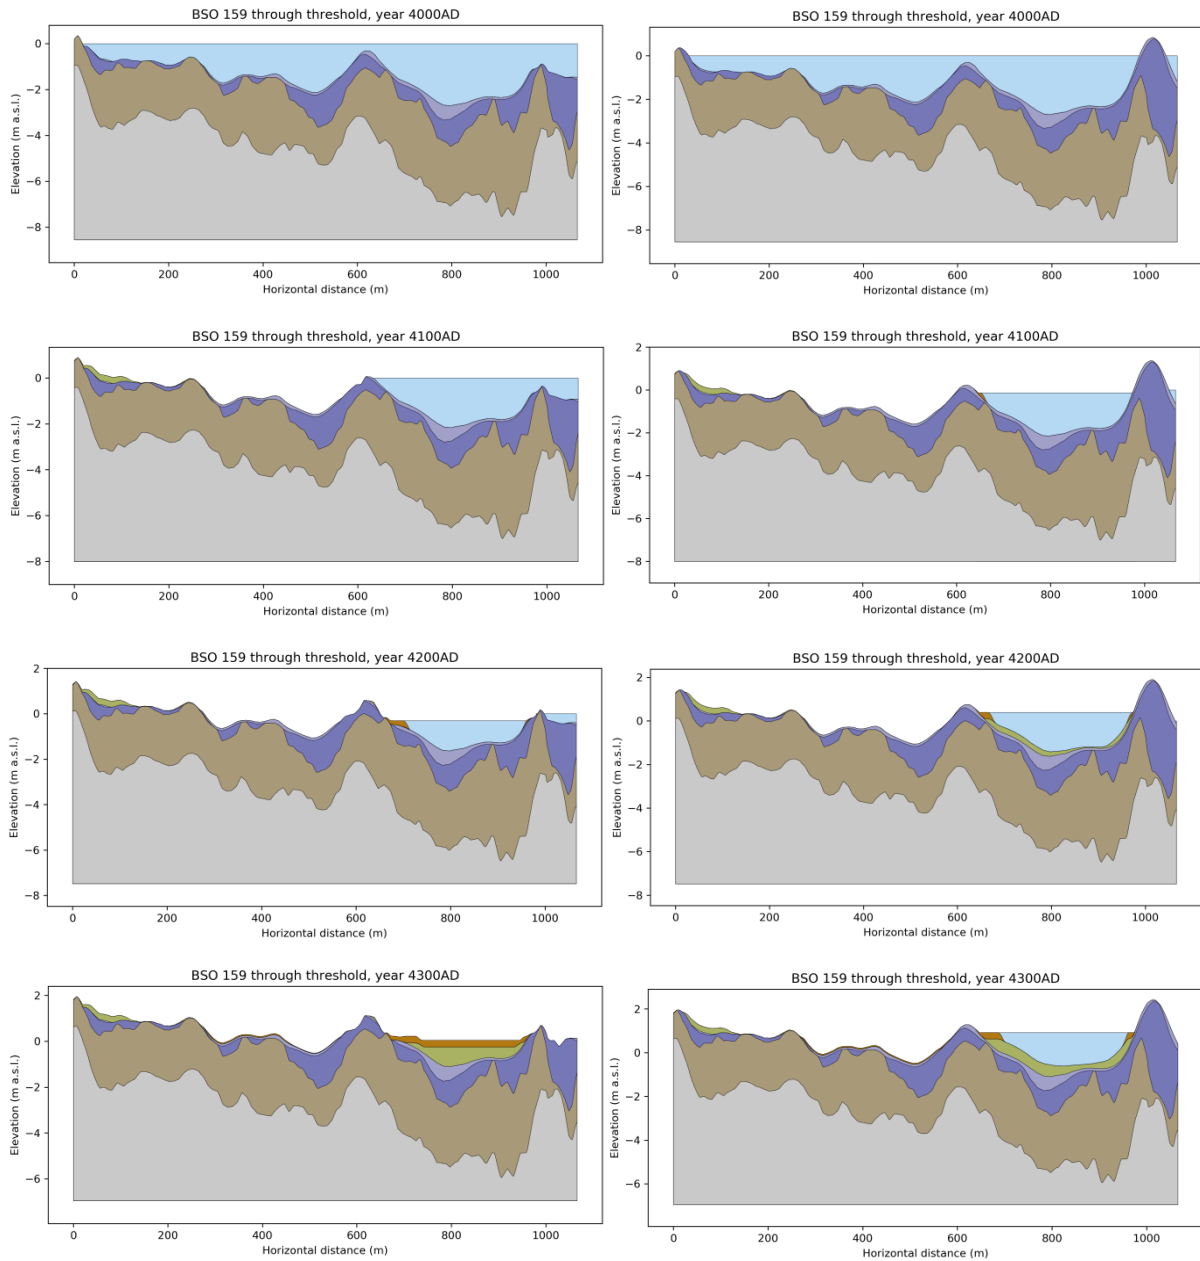 BSO 159 through threshold, year 4000AD
0
−2
−4
−6
−8
Elevation (m a.s.l.)
0 200 400 600 800 1000
Horizontal distance (m)
BSO 159 through threshold, year 4000AD
0
−2
−4
−6
−8
Elevation (m a.s.l.)
0 200 400 600 800 1000
Horizontal distance (m)
BSO 159 through threshold, year 4100AD
0
−2
−4
−6
−8
Elevation (m a.s.l.)
0 200 400 600 800 1000
Horizontal distance (m)
BSO 159 through threshold, year 4100AD
2
0
−2
−4
−6
−8
Elevation (m a.s.l.)
0 200 400 600 800 1000
Horizontal distance (m)
BSO 159 through threshold, year 4200AD
2
0
−2
−4
−6
−8
Elevation (m a.s.l.)
0 200 400 600 800 1000
Horizontal distance (m)
BSO 159 through threshold, year 4200AD
2
0
−2
−4
−6
−8
Elevation (m a.s.l.)
0 200 400 600 800 1000
Horizontal distance (m)
BSO 159 through threshold, year 4300AD
2
0
−2
−4
−6
Elevation (m a.s.l.)
0 200 400 600 800 1000
Horizontal distance (m)
BSO 159 through threshold, year 4300AD
2
0
−2
−4
−6
Elevation (m a.s.l.)
0 200 400 600 800 1000
Horizontal distance (m)